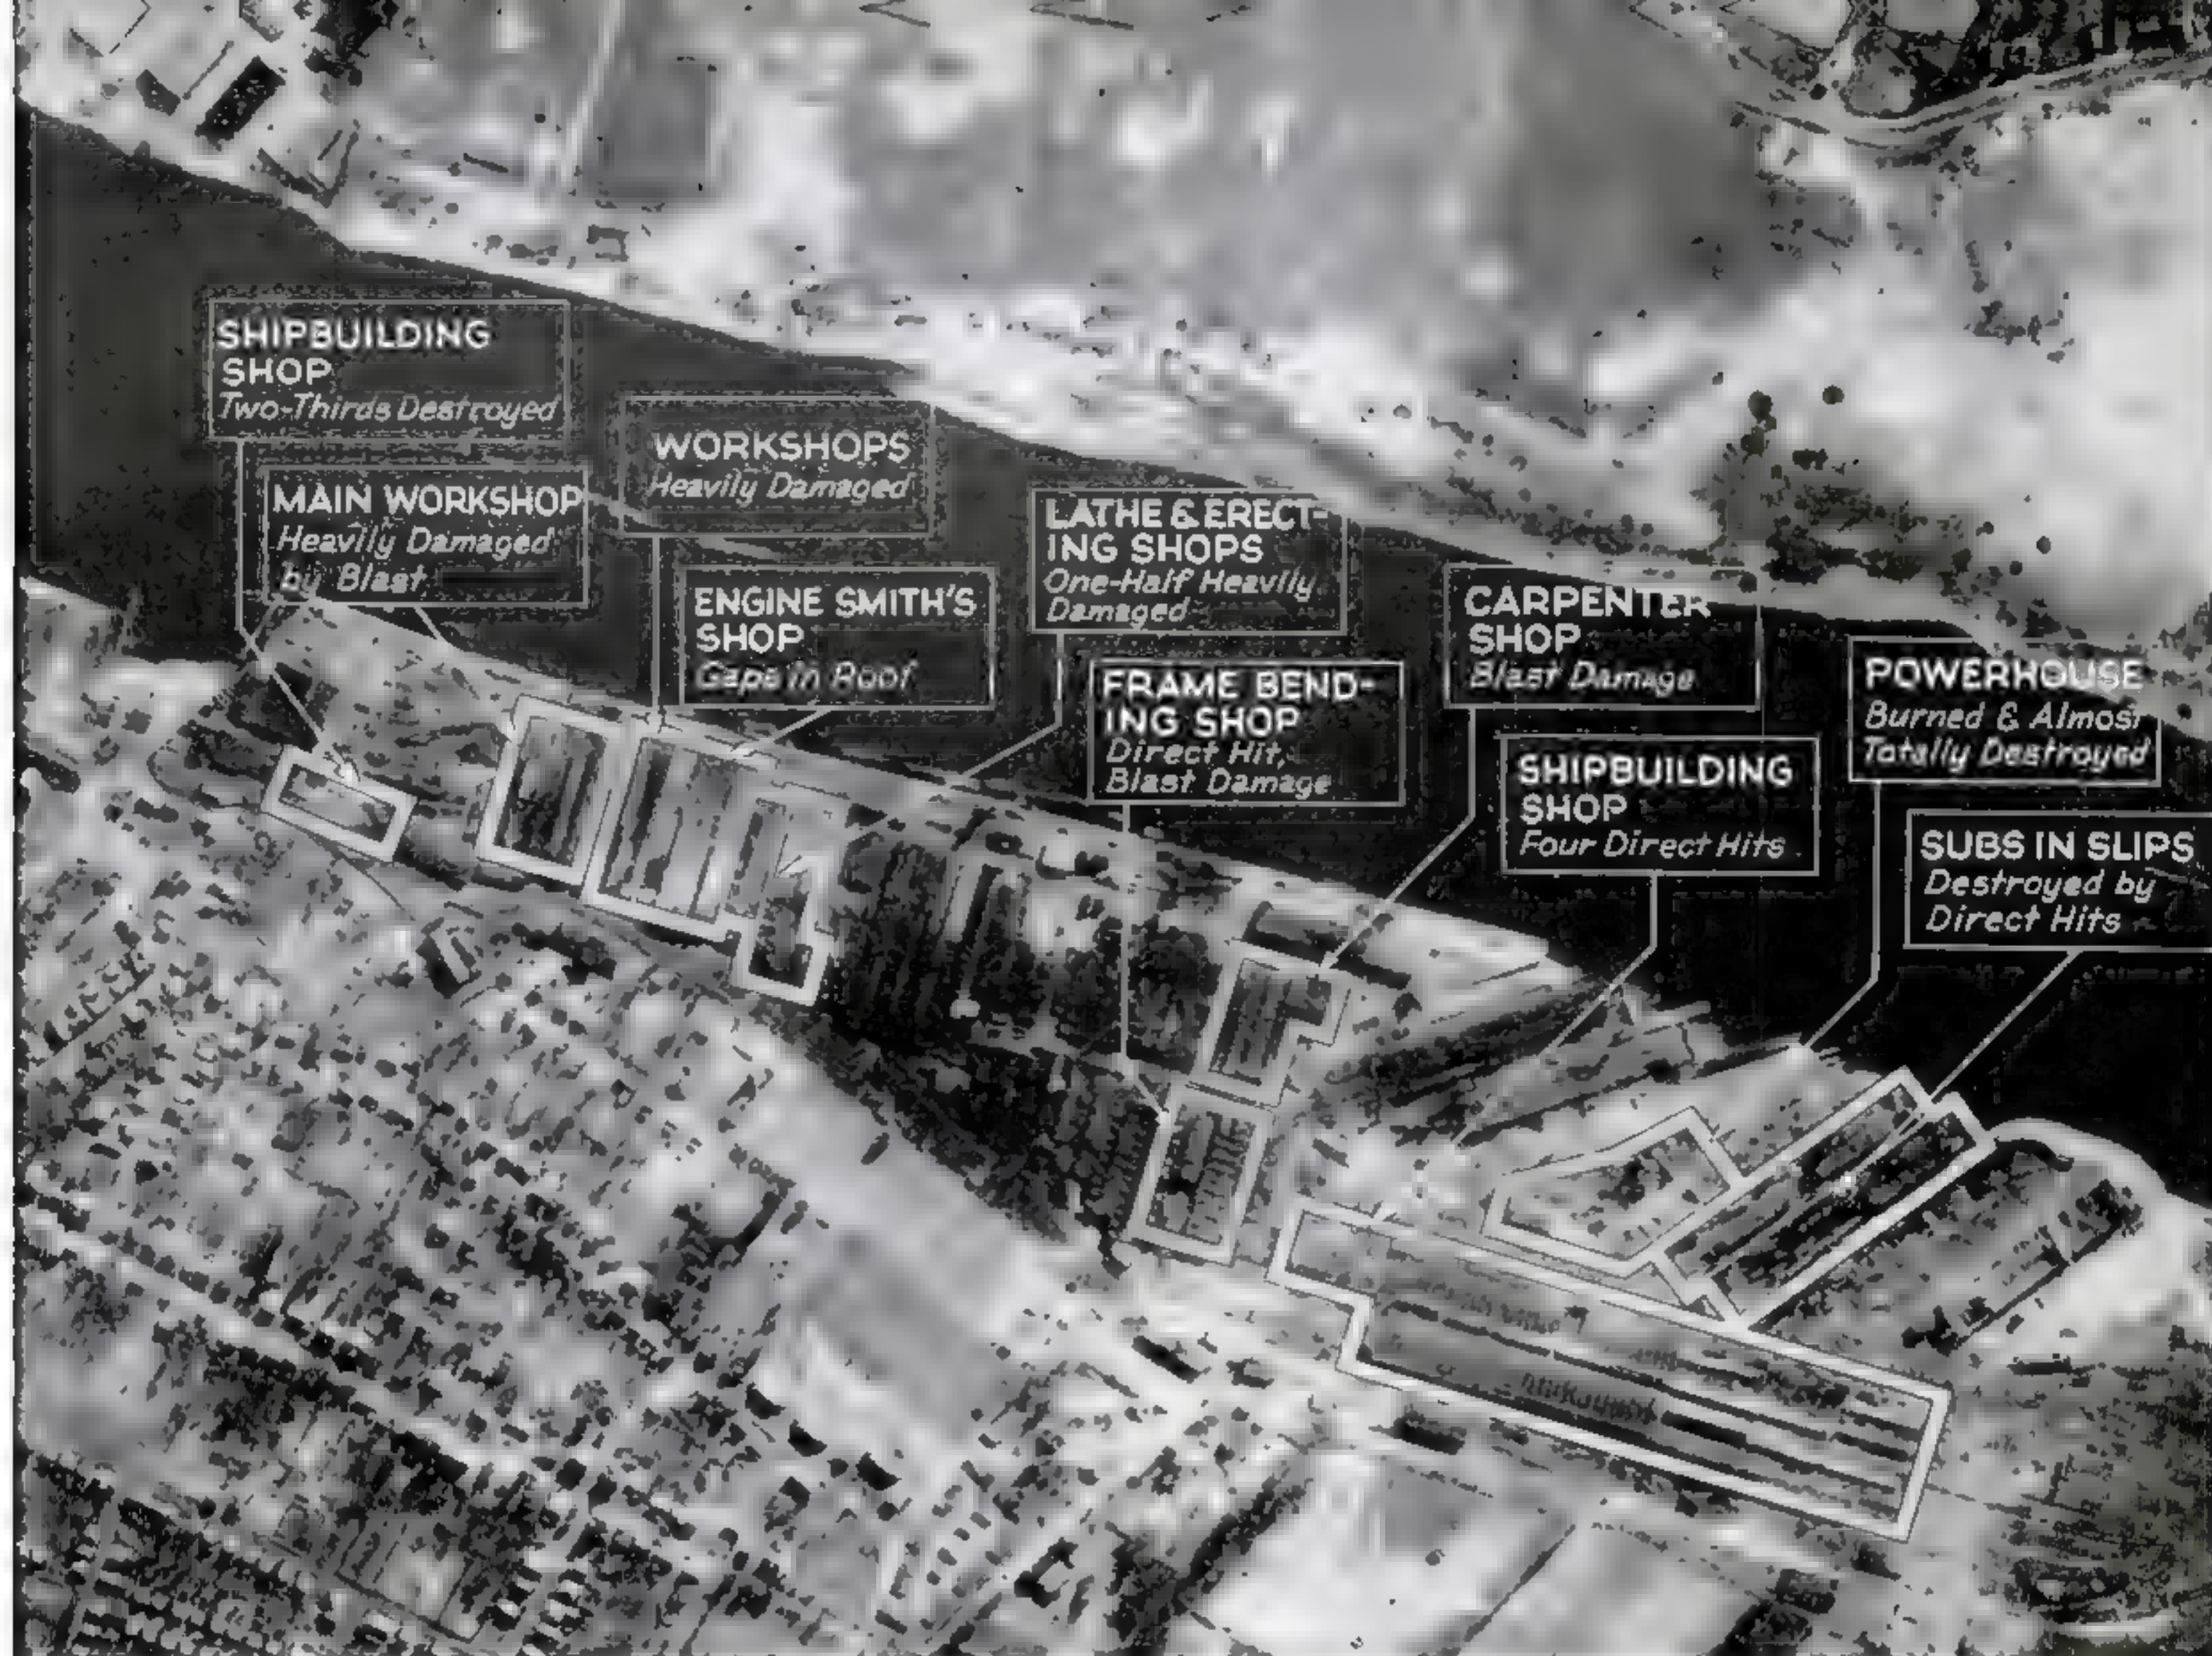 SHIPBUILDING
SHOP
Two-Thirds Destroyed
MAIN WORKSHOP
Heavily Damaged
by Blast
WORKSHOPS
Heavily Damaged
ENGINE SMITH'S
SHOP
Gaps in Roof
LATHE & ERECT-
ING SHOPS
One-Half Heavily
Damaged
FRAME BEND-
ING SHOP
Direct Hit,
Blast Damage
CARPENTER
SHOP
Blast Damage
SHIPBUILDING
SHOP
Four Direct Hits
POWERHOUSE
Burned & Almost
Totally Destroyed
SUBS IN SLIPS
Destroyed by
Direct Hits